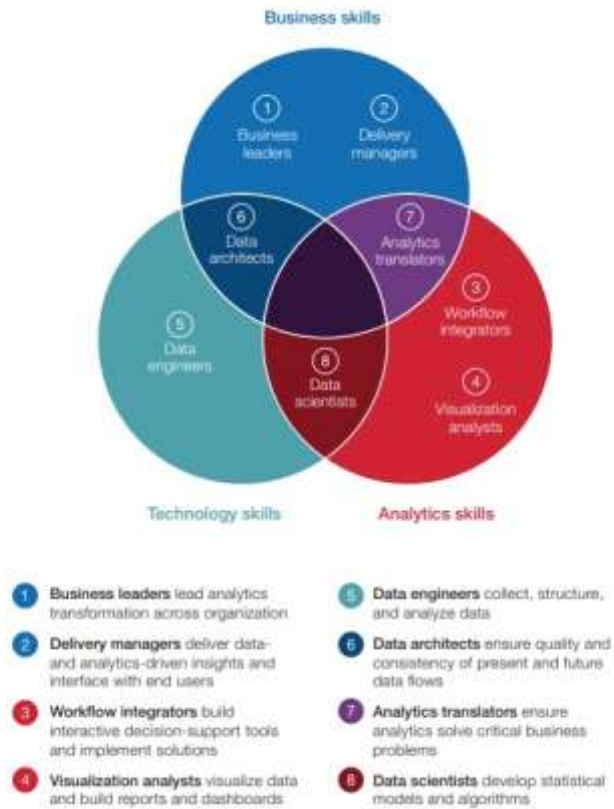 Business skills
1
Business
leaders
2
Delivery
managers
6
Data
architects
7
Analytics
translators
3
Workflow
integrators
5
Data
engineers
8
Data
scientists
4
Visualization
analysts
Technology skills
Analytics skills
1 Business leaders lead analytics
transformation across organization
2 Delivery managers deliver data-
and analytics-driven insights and
interface with end users
3 Workflow integrators build
interactive decision-support tools
and implement solutions
4 Visualization analysts visualize data
and build reports and dashboards
5 Data engineers collect, structure,
and analyze data
6 Data architects ensure quality and
consistency of present and future
data flows
7 Analytics translators ensure
analytics solve critical business
problems
8 Data scientists develop statistical
models and algorithms